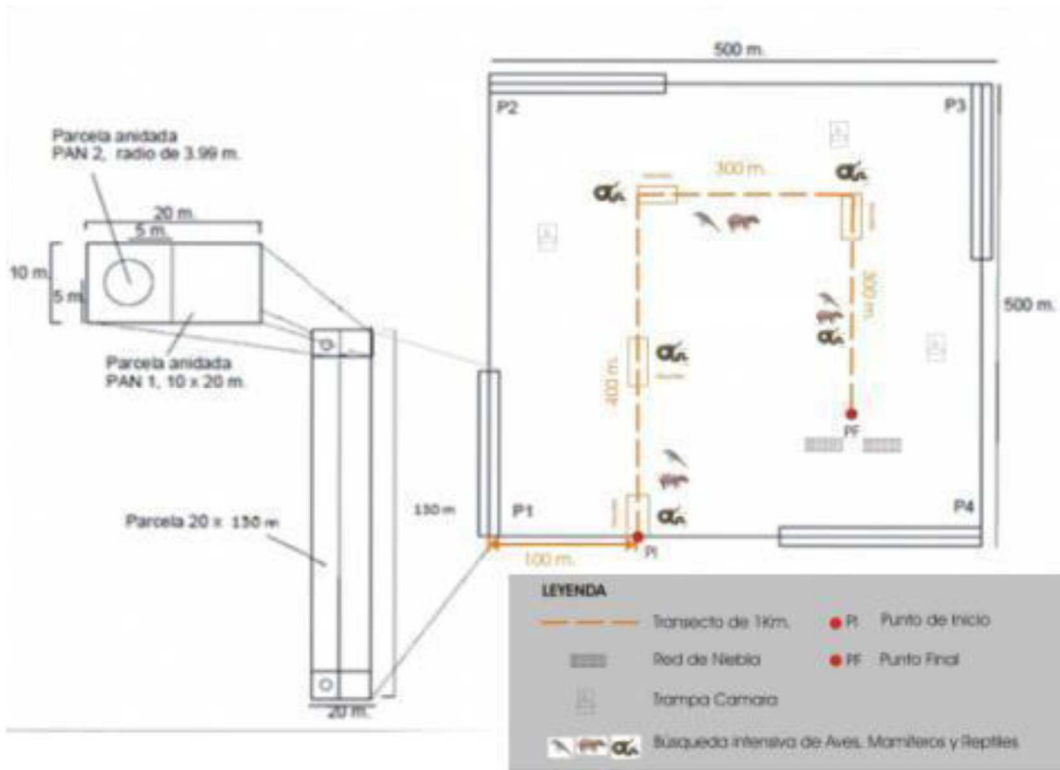 500 m.
P2
P3
Parcela anidada
PAN 2, radio de 3.99 m.
300 m.
20 m.
5 m.
10 m.
5 m.
300 m.
500 m.
Parcela anidada
PAN 1, 10 x 20 m.
400 m.
PF
P1
P4
130 m
Parcela 20 x 130 m
PI
100 m.
20 m.
LEYENDA
Transecto de 1Km.
PI Punto de Inicio
Red de Niebla
PF Punto Final
Trampa Camara
Búsqueda intensiva de Aves, Mamíferos y Reptiles